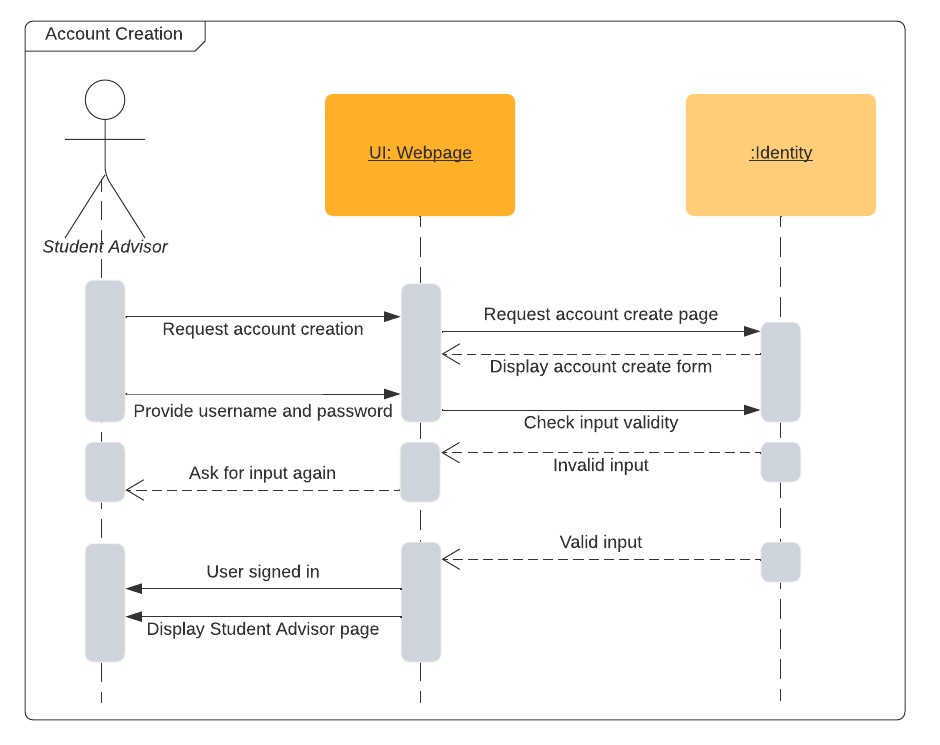 Account Creation
UI: Webpage
:Identity
Student Advisor
Request account creation
Request account create page
Display account create form
Provide username and password
Check input validity
Invalid input
Ask for input again
Valid input
User signed in
Display Student Advisor page